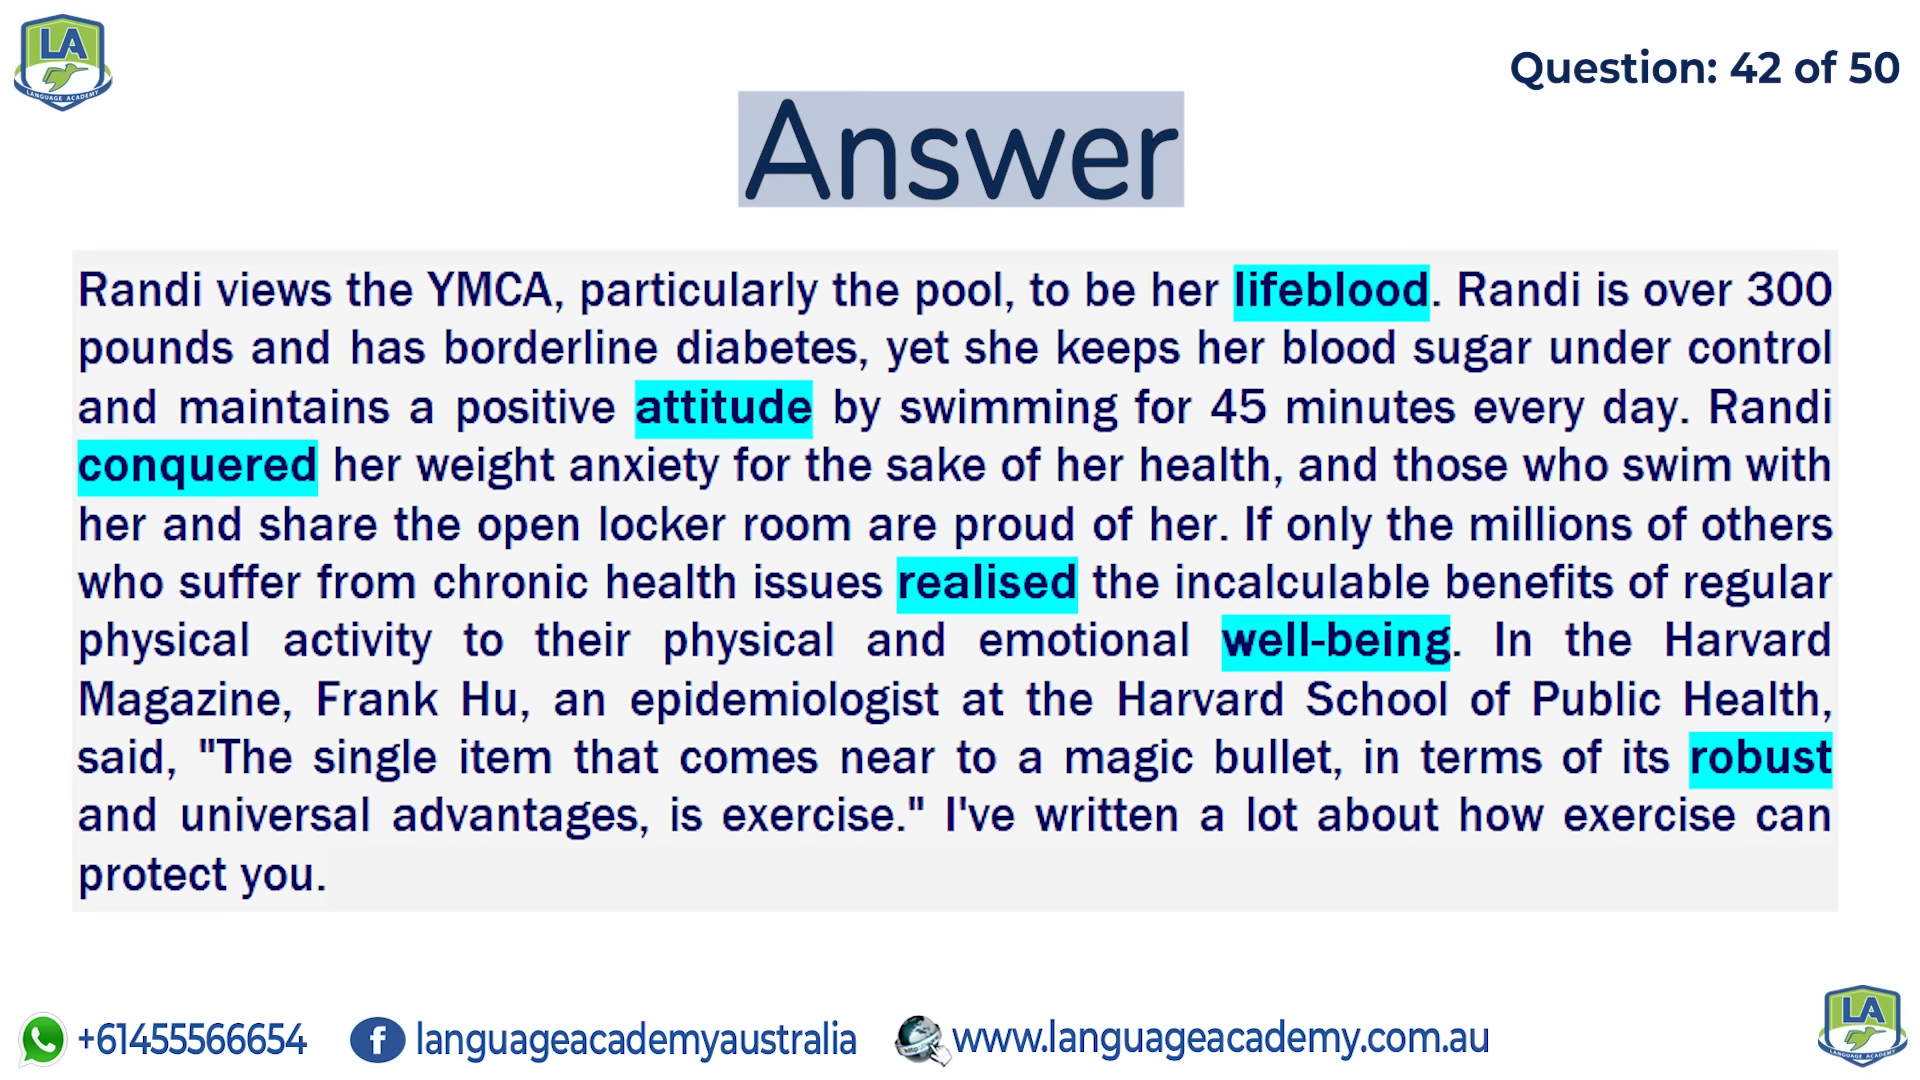 LA
LANGUAGE ACADEMY
Question: 42 of 50
Answer
Randi views the YMCA, particularly the pool, to be her lifeblood. Randi is over 300
pounds and has borderline diabetes, yet she keeps her blood sugar under control
and maintains a positive attitude by swimming for 45 minutes every day. Randi
conquered her weight anxiety for the sake of her health, and those who swim with
her and share the open locker room are proud of her. If only the millions of others
who suffer from chronic health issues realised the incalculable benefits of regular
physical activity to their physical and emotional well-being. In the Harvard
Magazine, Frank Hu, an epidemiologist at the Harvard School of Public Health,
said, "The single item that comes near to a magic bullet, in terms of its robust
and universal advantages, is exercise." I've written a lot about how exercise can
protect you.
+61455566654 languageacademyaustralia www.languageacademy.com.au
LA
LANGUAGE ACADEMY